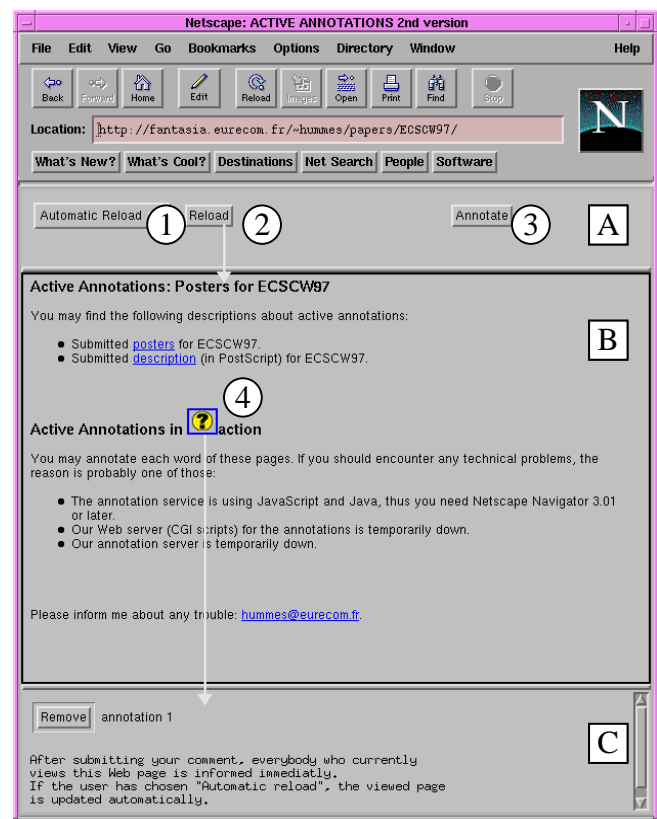 Netscape: ACTIVE ANNOTATIONS 2nd version
File Edit View Go Bookmarks Options Directory Window Help
Back Forward Home Edit Reload Images Open Print Find Stop
N
Location: http://fantasia.eurecom.fr/~hummes/papers/ECSCW97/
What's New? What's Cool? Destinations Net Search People Software
Automatic Reload 1 Reload 2 Annotate 3 A
Active Annotations: Posters for ECSCW97
You may find the following descriptions about active annotations:
B
● Submitted posters for ECSCW97.
● Submitted description (in PostScript) for ECSCW97.
4
Active Annotations in ? action
You may annotate each word of these pages. If you should encounter any technical problems, the
reason is probably one of those:
● The annotation service is using JavaScript and Java, thus you need Netscape Navigator 3.01
or later.
● Our Web server (CGI scripts) for the annotations is temporarily down.
● Our annotation server is temporarily down.
Please inform me about any trouble: hummes@eurecom.fr.
Remove annotation 1
C
After submitting your comment, everybody who currently
views this Web page is informed immediatly.
If the user has chosen "Automatic reload", the viewed page
is updated automatically.